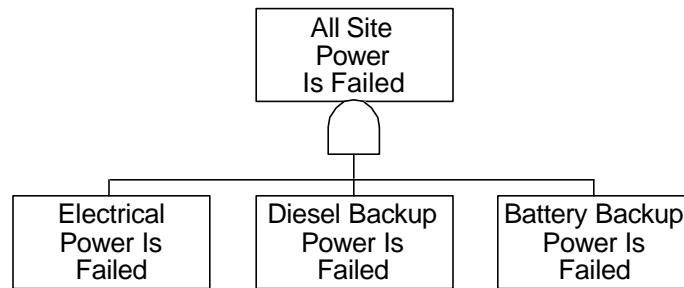 All Site
Power
Is Failed
Electrical
Power Is
Failed
Diesel Backup
Power Is
Failed
Battery Backup
Power Is
Failed